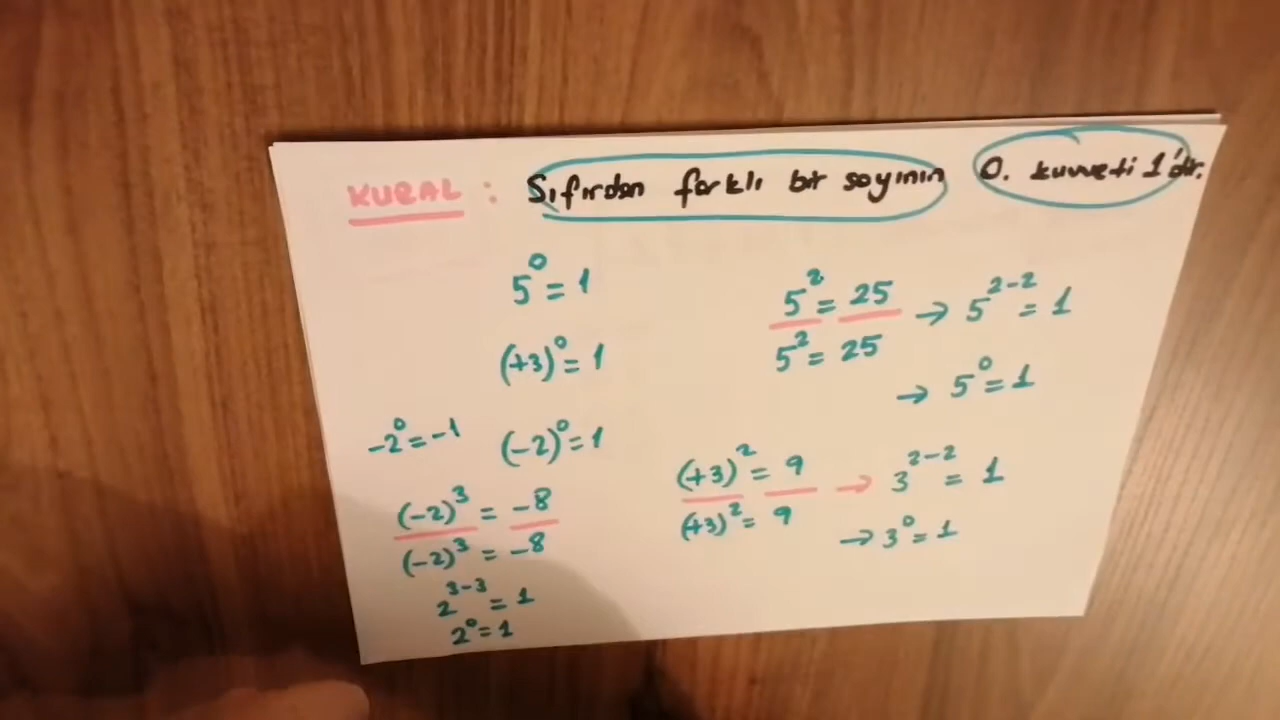 KURAL : Sıfırdan farklı bir sayının 0. kuvveti 1'dir.
5⁰ = 1
(+3)⁰ = 1
-2⁰ = -1
(-2)⁰ = 1
(-2)³ = -8
(-2)³ = -8
2³⁻³ = 1
2⁰ = 1
5² = 25 → 5²⁻² = 1
5² = 25
→ 5⁰ = 1
(+3)² = 9 → 3²⁻² = 1
(+3)² = 9
→ 3⁰ = 1